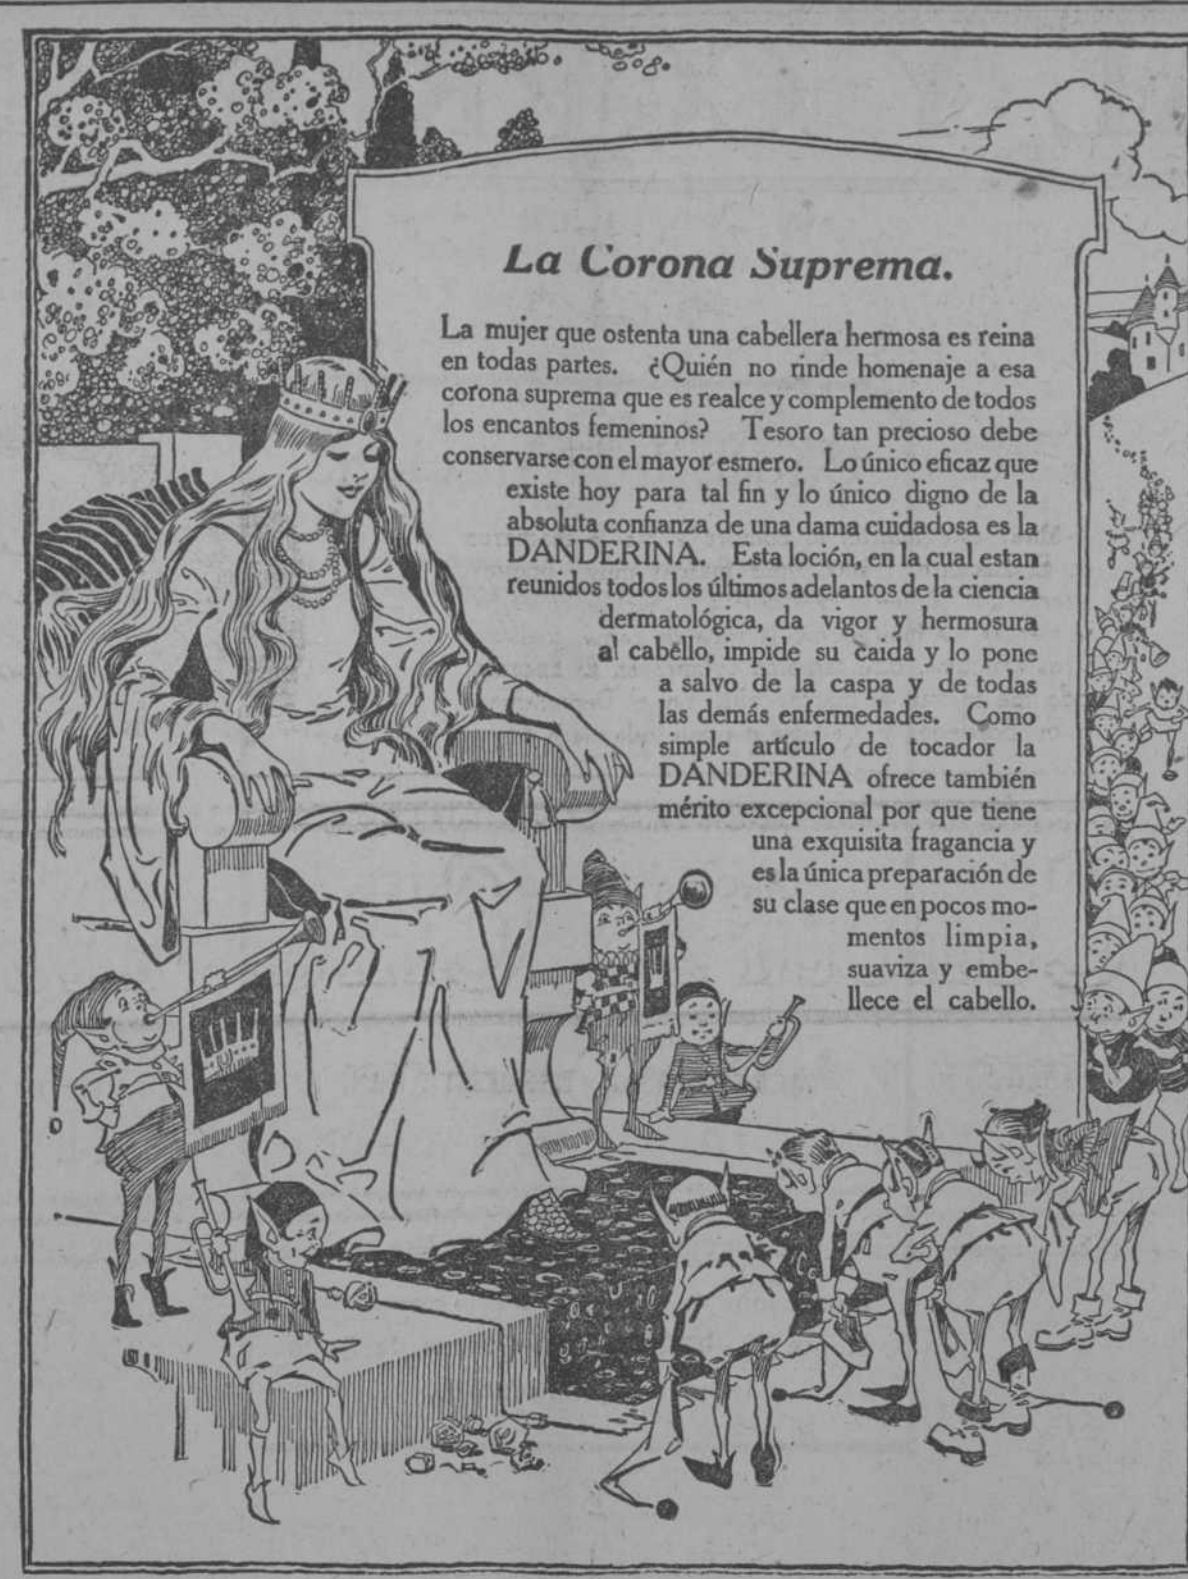 La Corona Suprema.
La mujer que ostenta una cabellera hermosa es reina
en todas partes. ¿Quién no rinde homenaje a esa
corona suprema que es realce y complemento de todos
los encantos femeninos? Tesoro tan precioso debe
conservarse con el mayor esmero. Lo único eficaz que
existe hoy para tal fin y lo único digno de la
absoluta confianza de una dama cuidadosa es la
DANDERINA. Esta loción, en la cual estan
reunidos todos los últimos adelantos de la ciencia
dermatológica, da vigor y hermosura
al cabello, impide su caida y lo pone
a salvo de la caspa y de todas
las demás enfermedades. Como
simple artículo de tocador la
DANDERINA ofrece también
mérito excepcional por que tiene
una exquisita fragancia y
es la única preparación de
su clase que en pocos mo-
mentos limpia,
suaviza y embe-
llece el cabello.